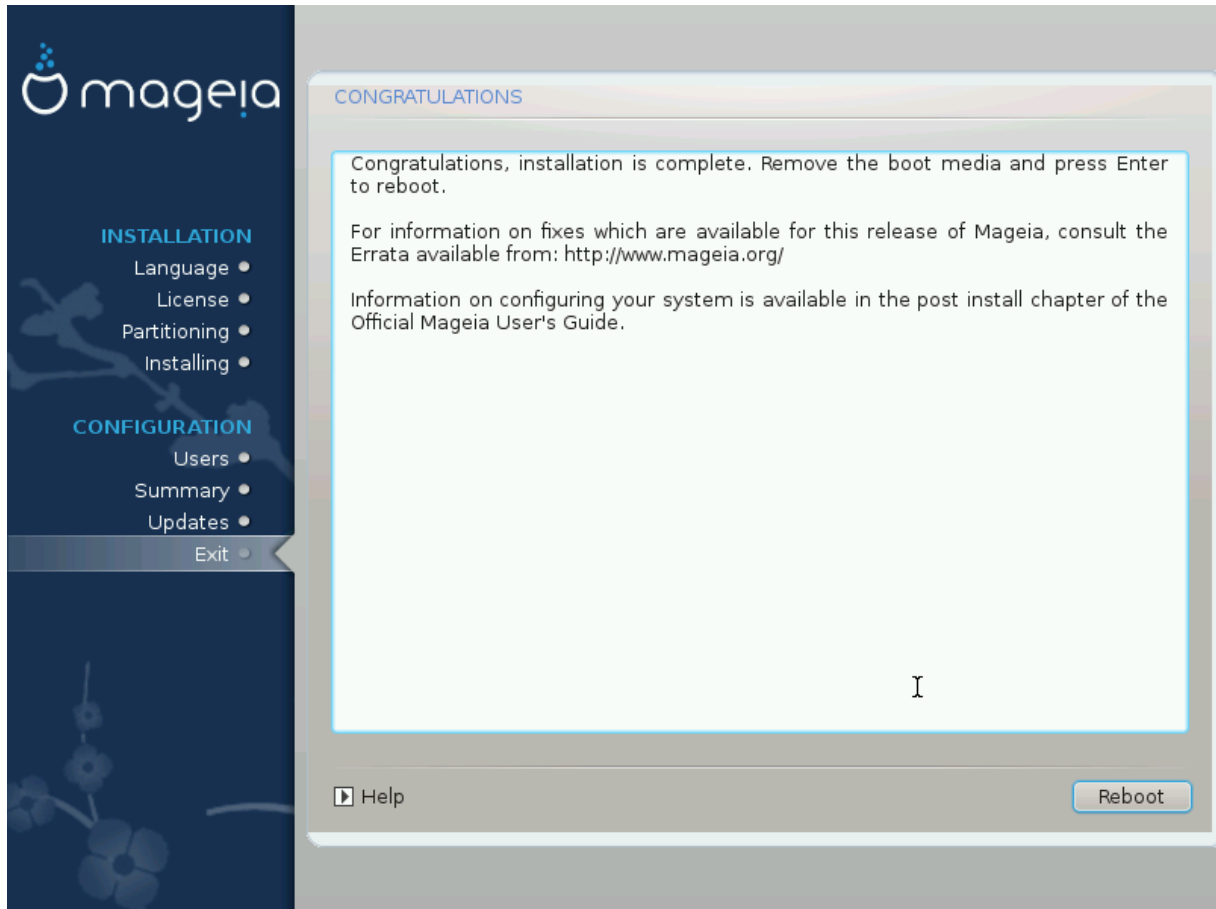 mageia
INSTALLATION
Language
License
Partitioning
Installing
CONFIGURATION
Users
Summary
Updates
Exit
CONGRATULATIONS
Congratulations, installation is complete. Remove the boot media and press Enter
to reboot.
For information on fixes which are available for this release of Mageia, consult the
Errata available from: http://www.mageia.org/
Information on configuring your system is available in the post install chapter of the
Official Mageia User's Guide.
Help
Reboot